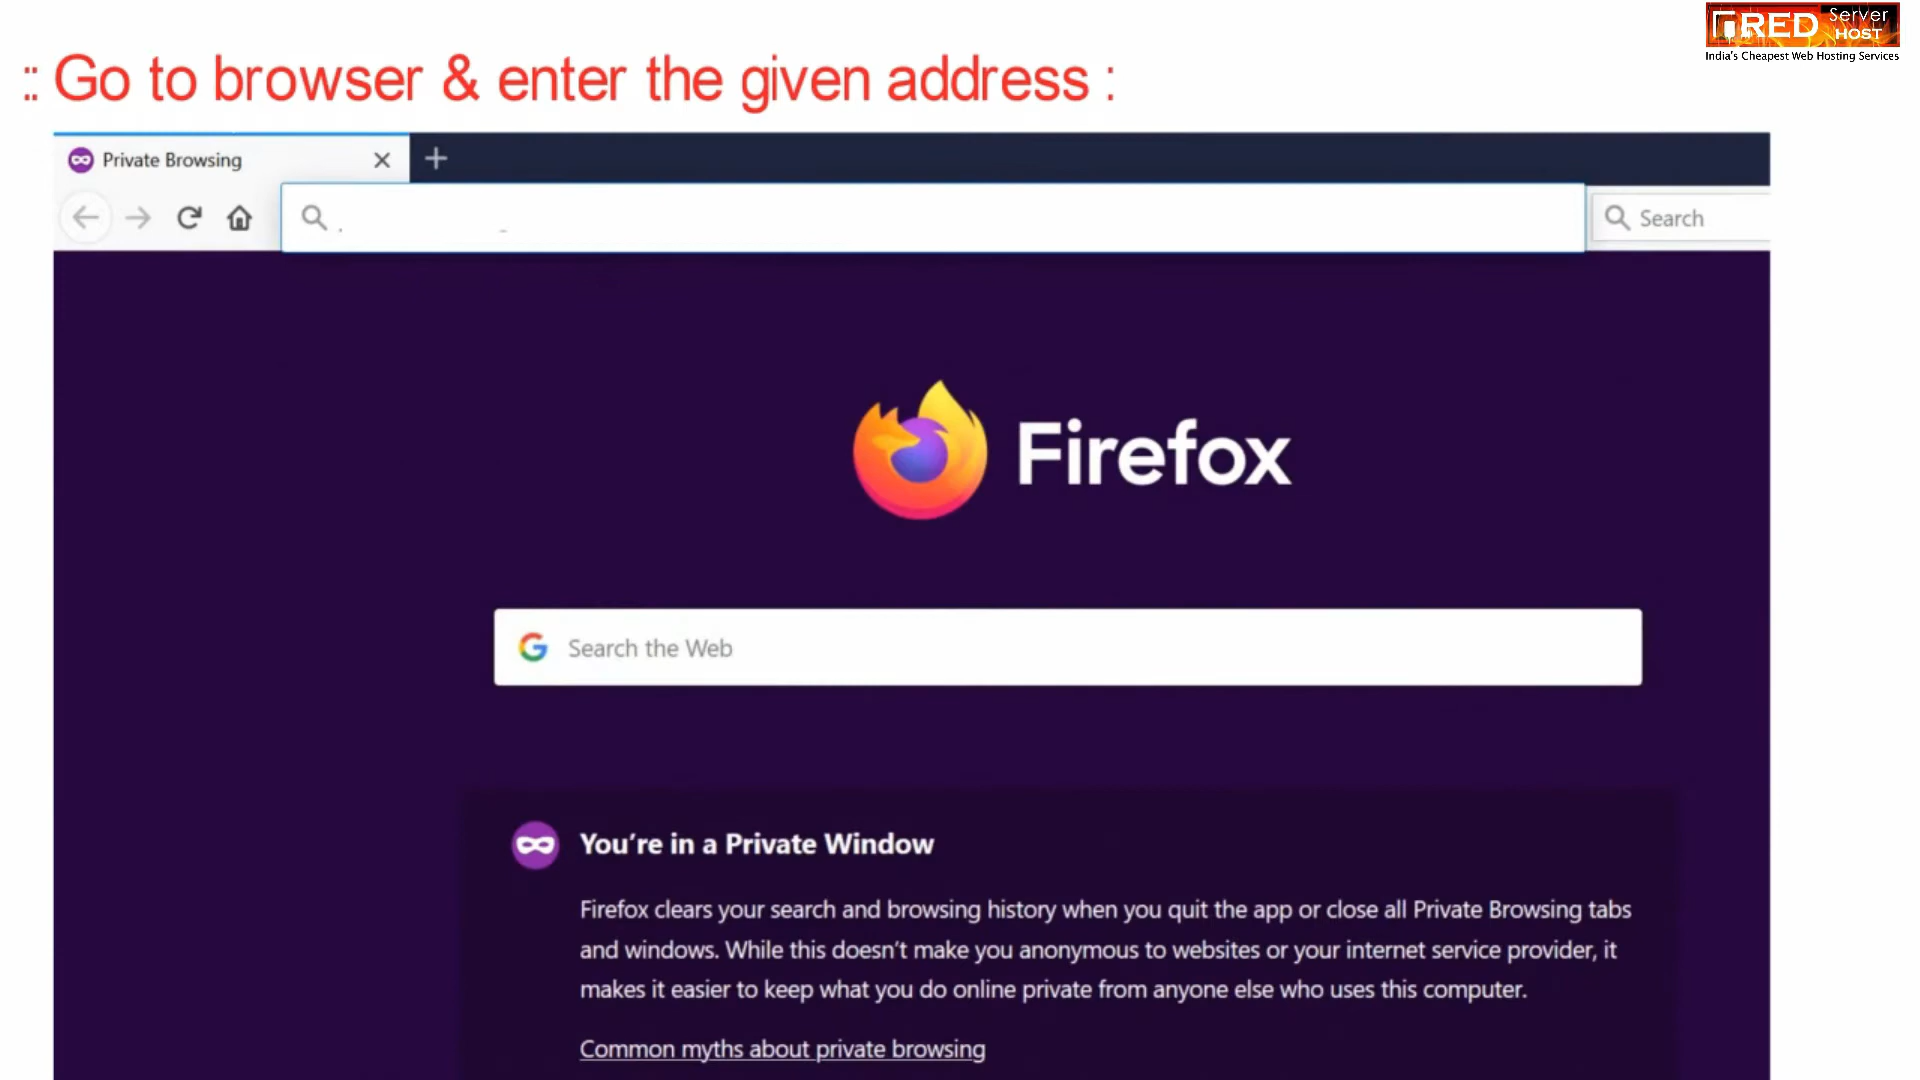 RED Server
HOST
India's Cheapest Web Hosting Services
:: Go to browser & enter the given address :
Private Browsing
Search
Firefox
Search the Web
You're in a Private Window
Firefox clears your search and browsing history when you quit the app or close all Private Browsing tabs
and windows. While this doesn't make you anonymous to websites or your internet service provider, it
makes it easier to keep what you do online private from anyone else who uses this computer.
Common myths about private browsing